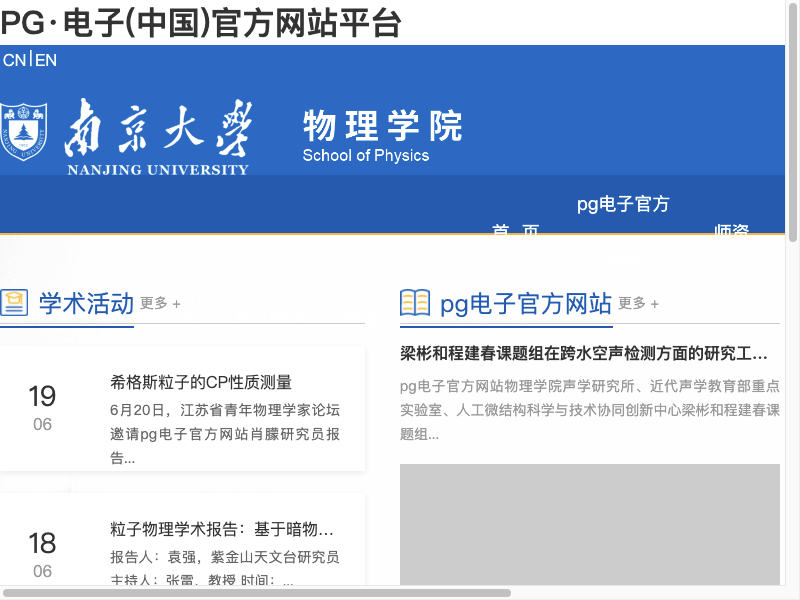 PG·电子(中国)官方网站平台
CN|EN
南京大學
NANJING UNIVERSITY
物理学院
School of Physics
pg电子官方
首 页
师资
学术活动 更多 +
pg电子官方网站 更多 +
19
06
希格斯粒子的CP性质测量
6月20日，江苏省青年物理学家论坛
邀请pg电子官方网站肖朦研究员报
告...
18
06
粒子物理学术报告：基于暗物...
报告人：袁强，紫金山天文台研究员
主持人：张雷，教授 时间：...
梁彬和程建春课题组在跨水空声检测方面的研究工...
pg电子官方网站物理学院声学研究所、近代声学教育部重点
实验室、人工微结构科学与技术协同创新中心梁彬和程建春课
题组...